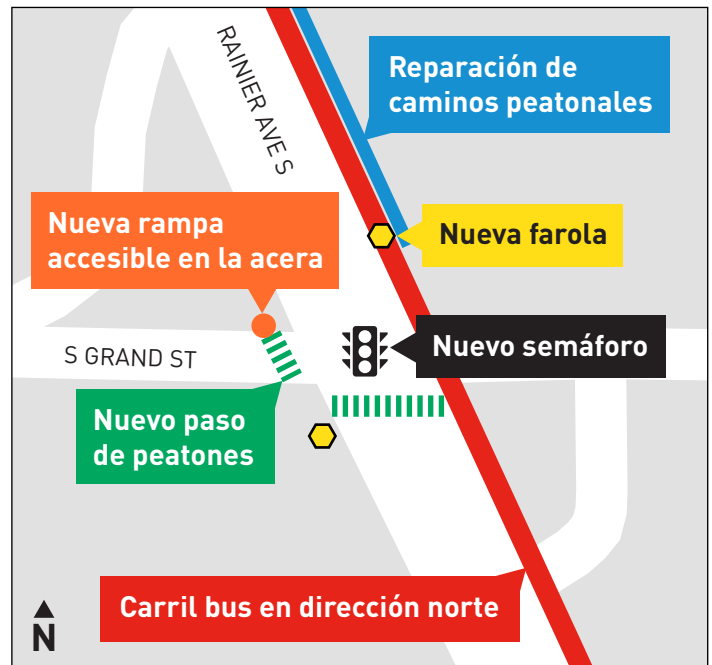 RAINIER AVE S
Reparación de
caminos peatonales
Nueva rampa
accesible en la acera
Nueva farola
S GRAND ST
Nuevo semáforo
Nuevo paso
de peatones
Carril bus en dirección norte
N